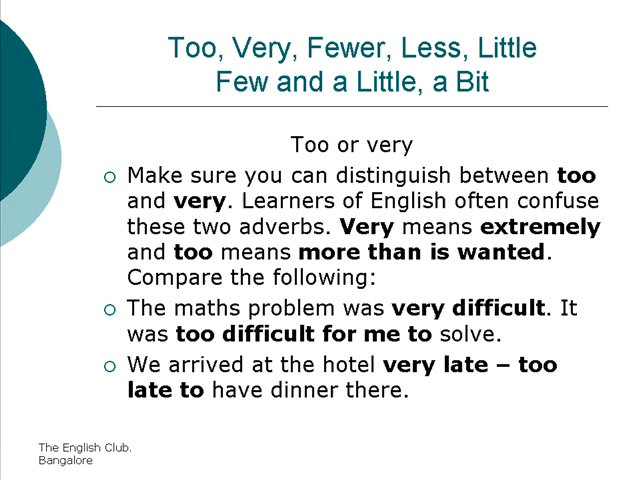 Too, Very, Fewer, Less, Little
Few and a Little, a Bit
Too or very
Make sure you can distinguish between too
and very. Learners of English often confuse
these two adverbs. Very means extremely
and too means more than is wanted.
Compare the following:
The maths problem was very difficult. It
was too difficult for me to solve.
We arrived at the hotel very late – too
late to have dinner there.
The English Club.
Bangalore